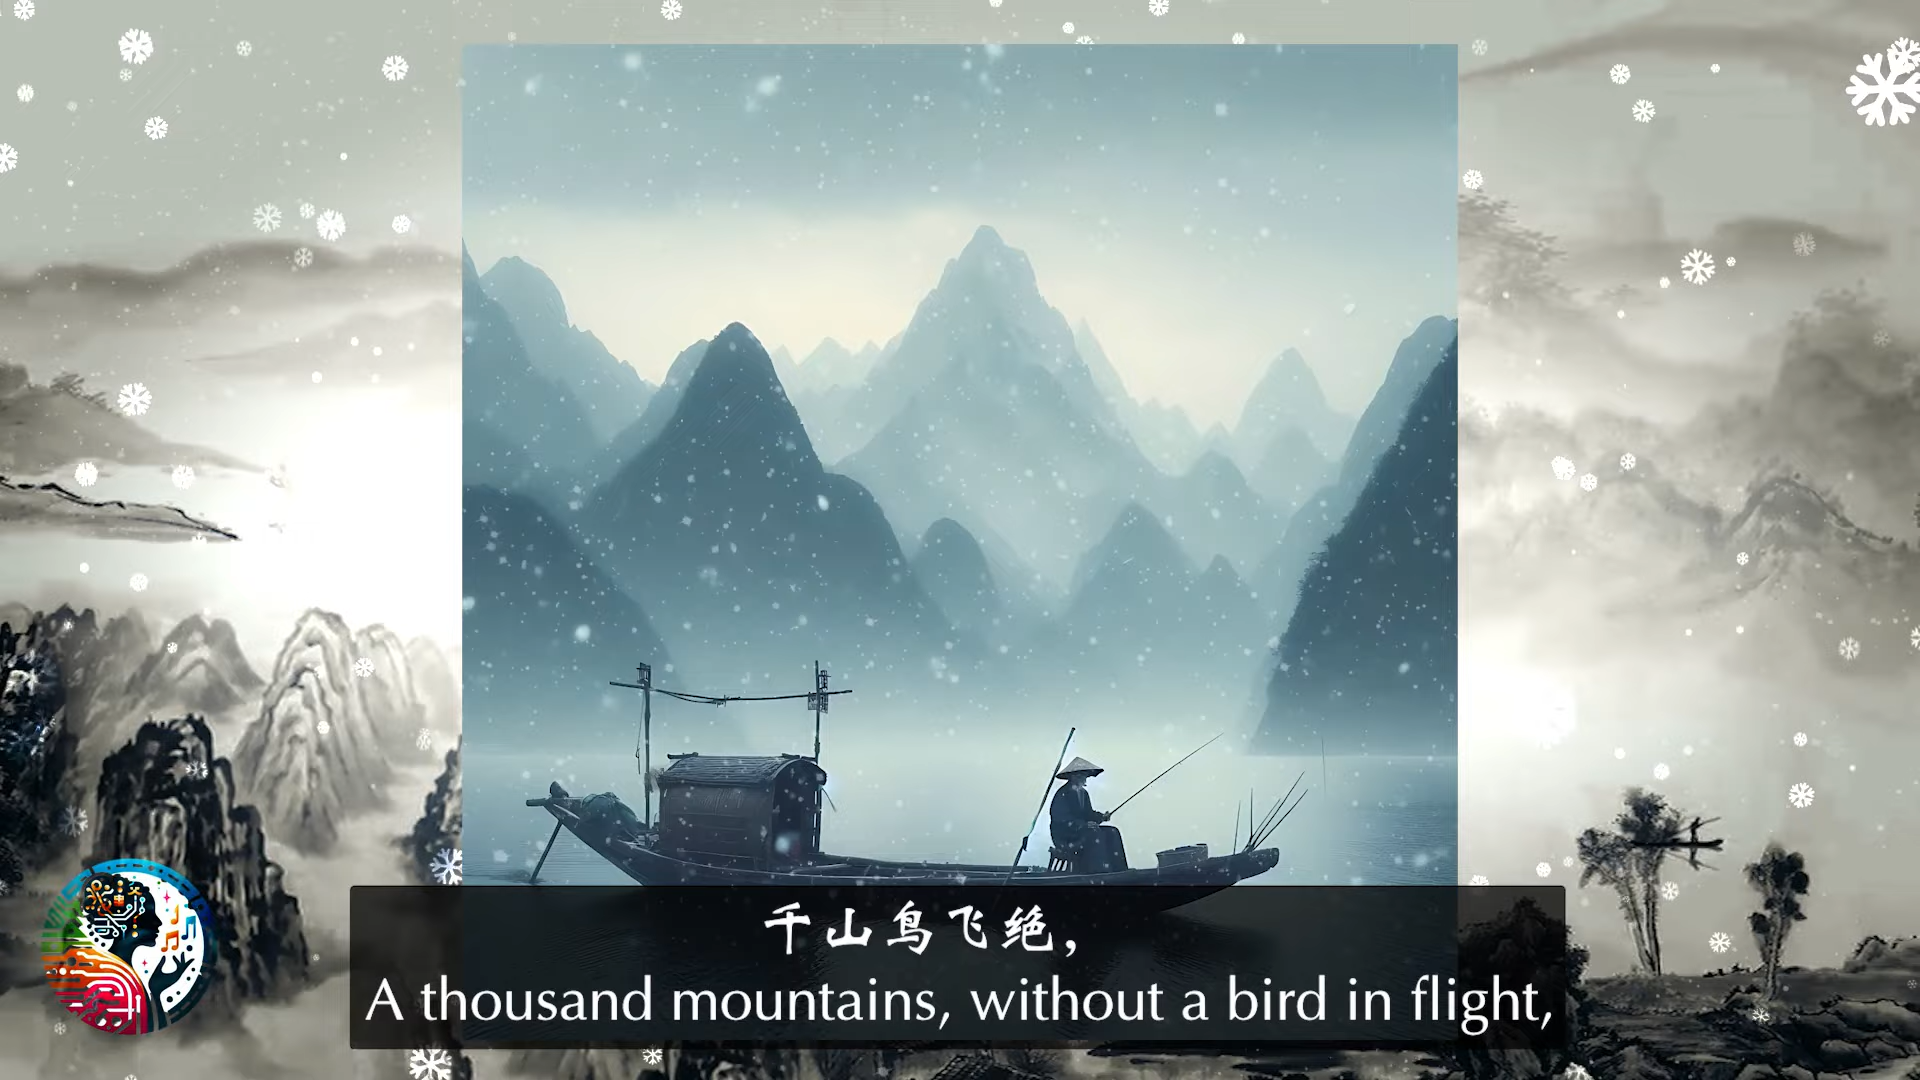 千山鸟飞绝,
A thousand mountains, without a bird in flight,